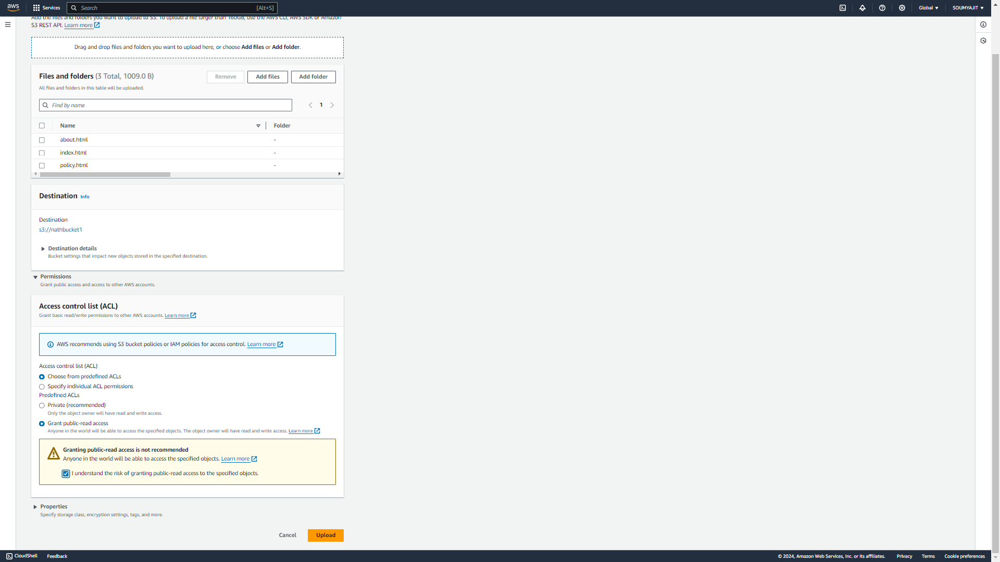 aws
Services
Search
[Alt+S]
Global
SOUMYAJIT
Add the files and folders you want to upload to S3. To upload a file larger than 160GB, use the AWS CLI, AWS SDK or Amazon
S3 REST API. Learn more
Drag and drop files and folders you want to upload here, or choose Add files or Add folder.
Files and folders (3 Total, 1009.0 B)
Remove
Add files
Add folder
All files and folders in this table will be uploaded.
Find by name
1
Name
Folder
about.html
-
index.html
-
policy.html
-
Destination Info
Destination
s3://nathbucket1
Destination details
Bucket settings that impact new objects stored in the specified destination.
Permissions
Grant public access and access to other AWS accounts.
Access control list (ACL)
Grant basic read/write permissions to other AWS accounts. Learn more
AWS recommends using S3 bucket policies or IAM policies for access control. Learn more
Access control list (ACL)
Choose from predefined ACLs
Specify individual ACL permissions
Predefined ACLs
Private (recommended)
Only the object owner will have read and write access.
Grant public-read access
Anyone in the world will be able to access the specified objects. The object owner will have read and write access. Learn more
Granting public-read access is not recommended
Anyone in the world will be able to access the specified objects. Learn more
I understand the risk of granting public-read access to the specified objects.
Properties
Specify storage class, encryption settings, tags, and more.
Cancel
Upload
CloudShell
Feedback
© 2024, Amazon Web Services, Inc. or its affiliates.
Privacy
Terms
Cookie preferences